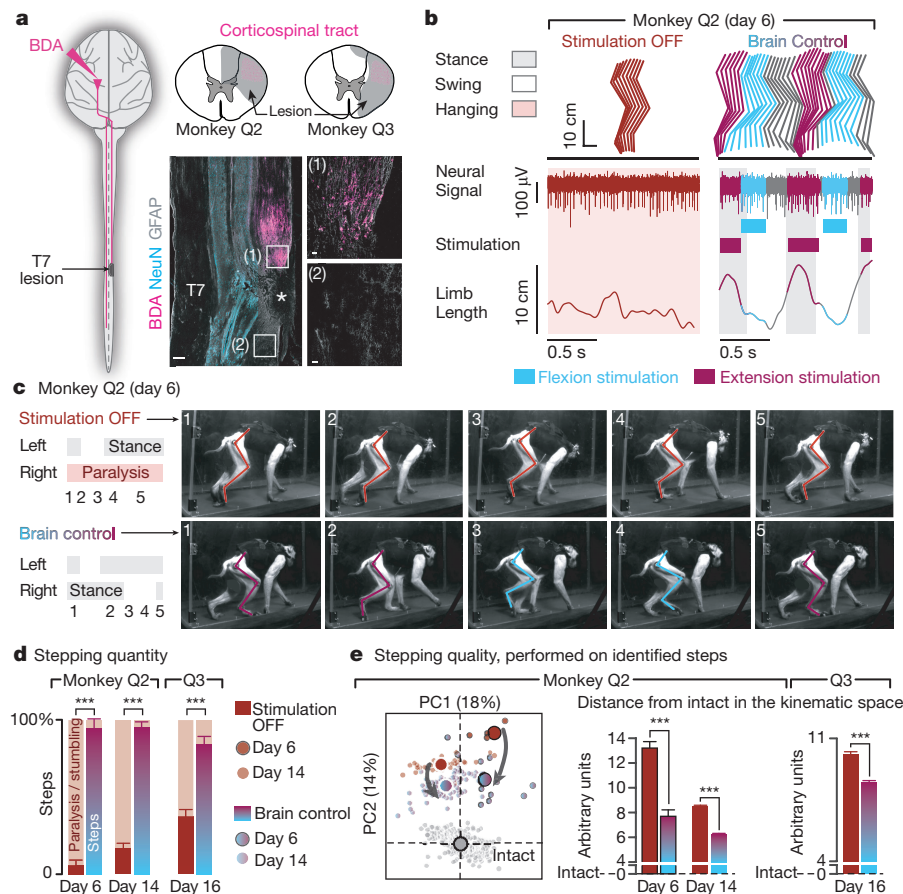 a
BDA
Corticospinal tract
Lesion
Monkey Q2
Monkey Q3
T7
lesion
BDA NeuN GFAP
T7
(1)
(2)
*
(1)
(2)
b
Monkey Q2 (day 6)
Stimulation OFF
Brain Control
Stance
Swing
Hanging
10 cm
Neural
Signal
100 µV
Stimulation
Limb
Length
10 cm
0.5 s
0.5 s
Flexion stimulation
Extension stimulation
c Monkey Q2 (day 6)
Stimulation OFF
Left
Stance
Right
Paralysis
1 2 3 4 5
1
2
3
4
5
Brain control
Left
Right
Stance
1 2 3 4 5
1
2
3
4
5
d Stepping quantity
Monkey Q2
Q3
***
***
***
100%
Steps
0
Paralysis / stumbling
Steps
Day 6
Day 14
Day 16
Stimulation
OFF
Day 6
Day 14
Brain control
Day 6
Day 14
e Stepping quality, performed on identified steps
Monkey Q2
Q3
PC1 (18%)
PC2 (14%)
Intact
Distance from intact in the kinematic space
Arbitrary units
14
12
10
8
6
4
Intact
0
***
***
Day 6
Day 14
Arbitrary units
11
4
0
***
Day 16